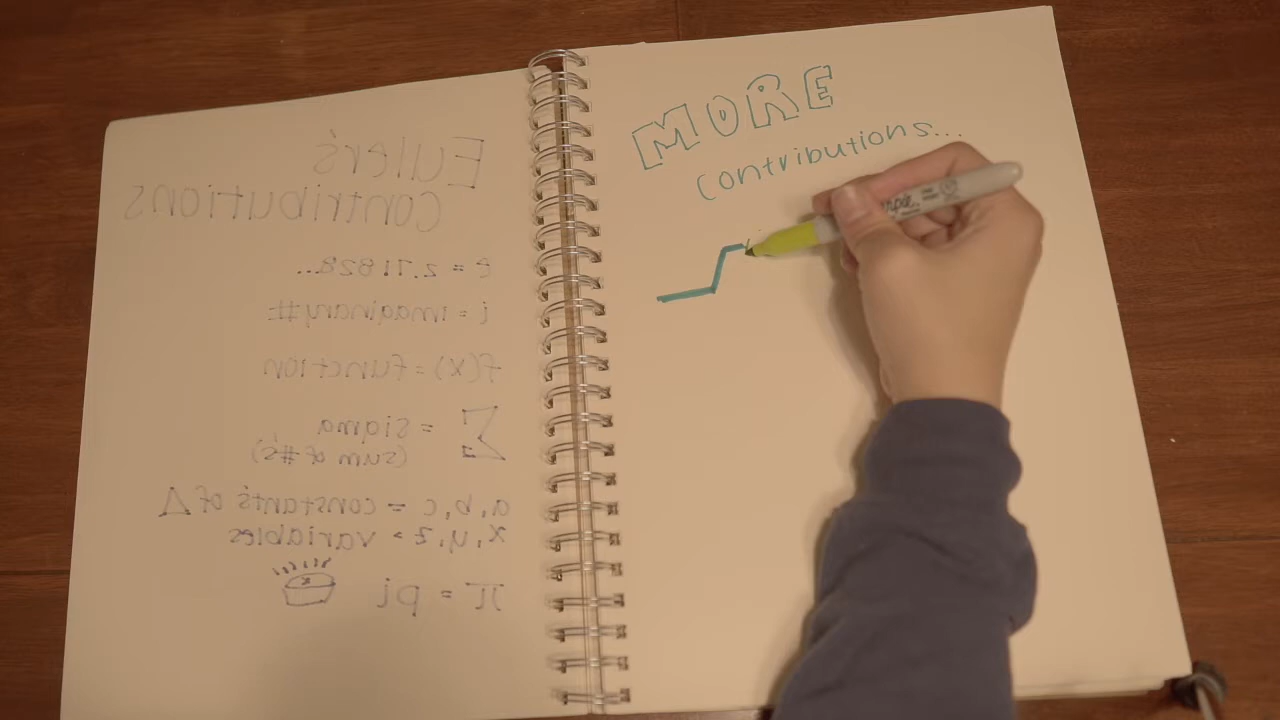 Euler's
contributions
e = 2.71828...
i = imaginary #
f(x) = function
Σ = sigma
(sum of #s)
a, b, c = constants of Δ
x, y, z = variables
π = pi
MORE
contributions...